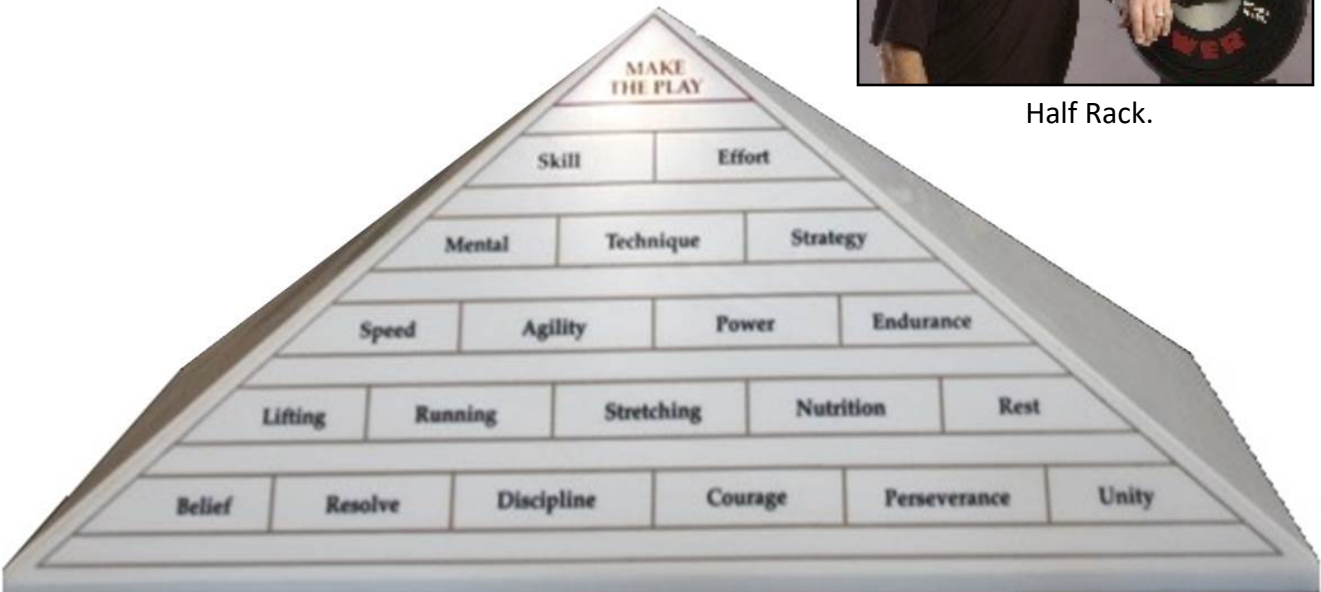 WER
Half Rack.
MAKE
THE PLAY
Skill Effort
Mental Technique Strategy
Speed Agility Power Endurance
Lifting Running Stretching Nutrition Rest
Belief Resolve Discipline Courage Perseverance Unity